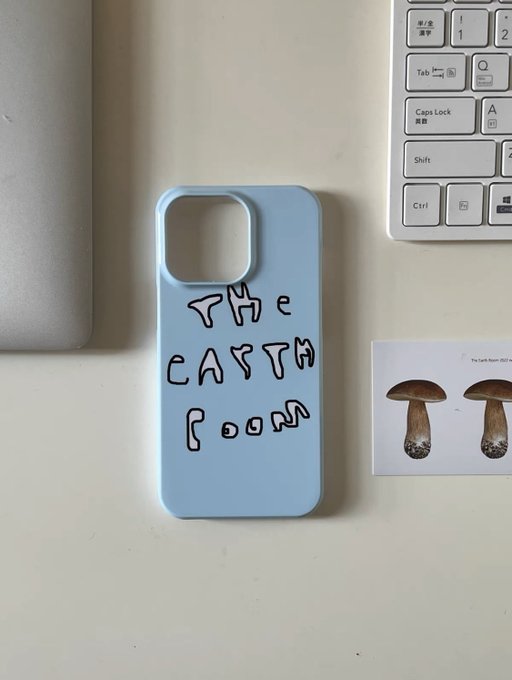 THe
eARTH
ROOM
The Earth Room 2022
半/全
漢字
!
1
"
Tab
Q
Caps Lock
英数
A
Shift
Z
Ctrl
Fn